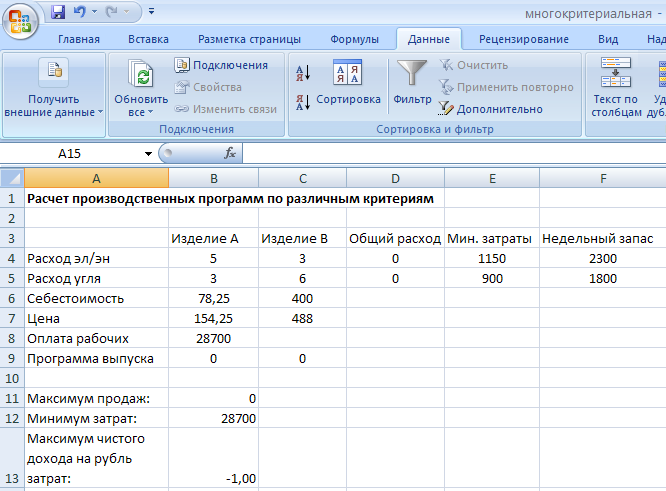 многокритериальная -
Главная Вставка Разметка страницы Формулы Данные Рецензирование Вид Над
Получить внешние данные
Обновить все
Подключения
Свойства
Изменить связи
Подключения
А Я
Я А
Я А
А Я
Сортировка
Фильтр
Очистить
Применить повторно
Дополнительно
Сортировка и фильтр
Текст по столбцам
Уд
дубл
A15 fx
A B C D E F
1 Расчет производственных программ по различным критериям
2
3 Изделие А Изделие В Общий расход Мин. затраты Недельный запас
4 Расход эл/эн 5 3 0 1150 2300
5 Расход угля 3 6 0 900 1800
6 Себестоимость 78,25 400
7 Цена 154,25 488
8 Оплата рабочих 28700
9 Программа выпуска 0 0
10
11 Максимум продаж: 0
12 Минимум затрат: 28700
Максимум чистого
дохода на рубль
13 затрат: -1,00